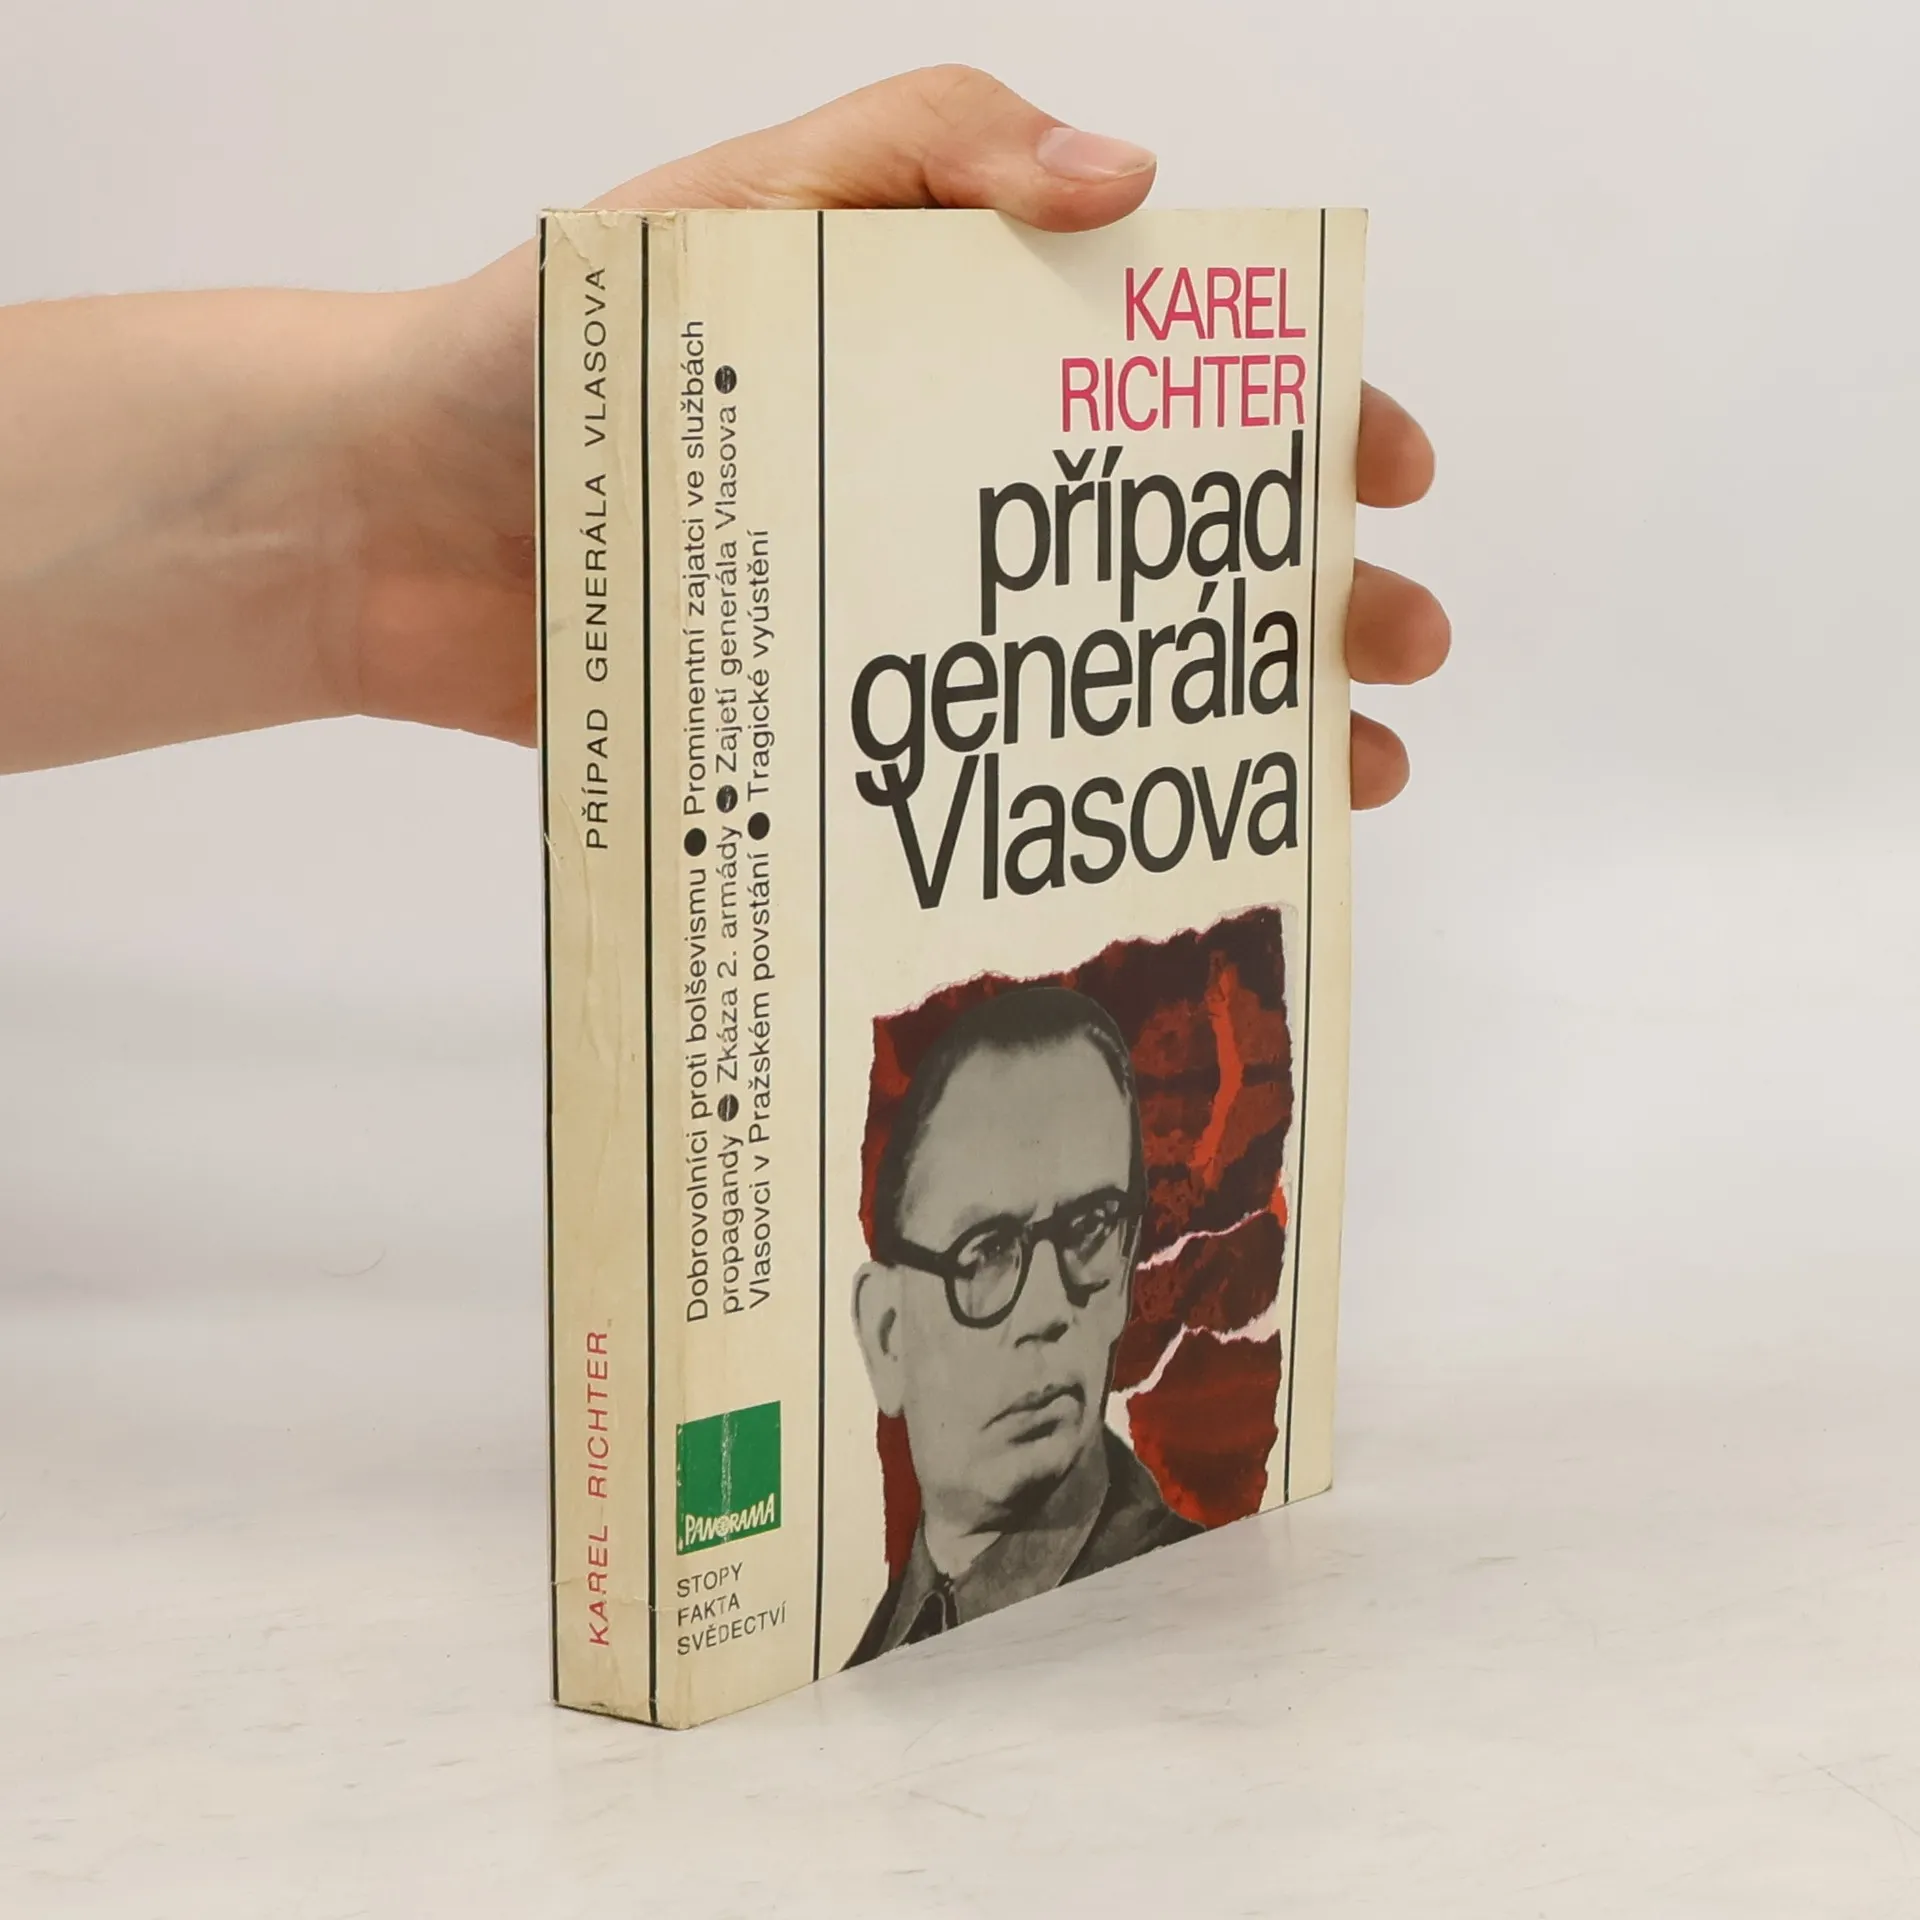 PŘÍPAD GENERÁLA VLASOVA
KAREL RICHTER
Dobrovolníci proti bolševismu ● Prominentní zajatci ve službách
propagandy ● Zkáza 2. armády ● Zajetí generála Vlasova ●
Vlasovci v Pražském povstání ● Tragické vyústění
PANORAMA
STOPY
FAKTA
SVĚDECTVÍ
KAREL
RICHTER
případ
generála
Vlasova